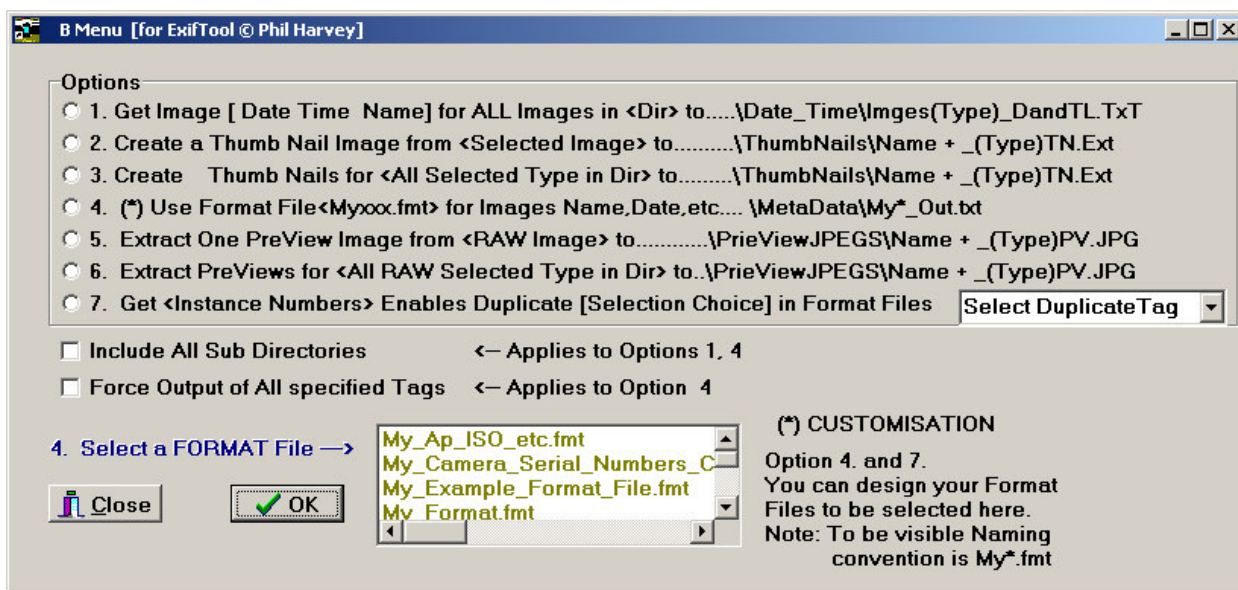 B Menu [for ExifTool © Phil Harvey]
Options
1. Get Image [ Date Time Name] for ALL Images in <Dir> to.....\Date_Time\Imges(Type)_DandTL.TxT
2. Create a Thumb Nail Image from <Selected Image> to..........\ThumbNails\Name + _(Type)TN.Ext
3. Create Thumb Nails for <All Selected Type in Dir> to.........\ThumbNails\Name + _(Type)TN.Ext
4. (*) Use Format File<Myxxx.fmt> for Images Name,Date,etc.... \MetaData\My*_Out.txt
5. Extract One PreView Image from <RAW Image> to............\PrieViewJPEGS\Name + _(Type)PV.JPG
6. Extract PreViews for <All RAW Selected Type in Dir> to..\PrieViewJPEGS\Name + _(Type)PV.JPG
7. Get <Instance Numbers> Enables Duplicate [Selection Choice] in Format Files Select DuplicateTag
Include All Sub Directories <-- Applies to Options 1, 4
Force Output of All specified Tags <-- Applies to Option 4
4. Select a FORMAT File --->
My_Ap_ISO_etc.fmt
My_Camera_Serial_Numbers_C
My_Example_Format_File.fmt
My_Format.fmt
Close
OK
(*) CUSTOMISATION
Option 4. and 7.
You can design your Format
Files to be selected here.
Note: To be visible Naming
convention is My*.fmt